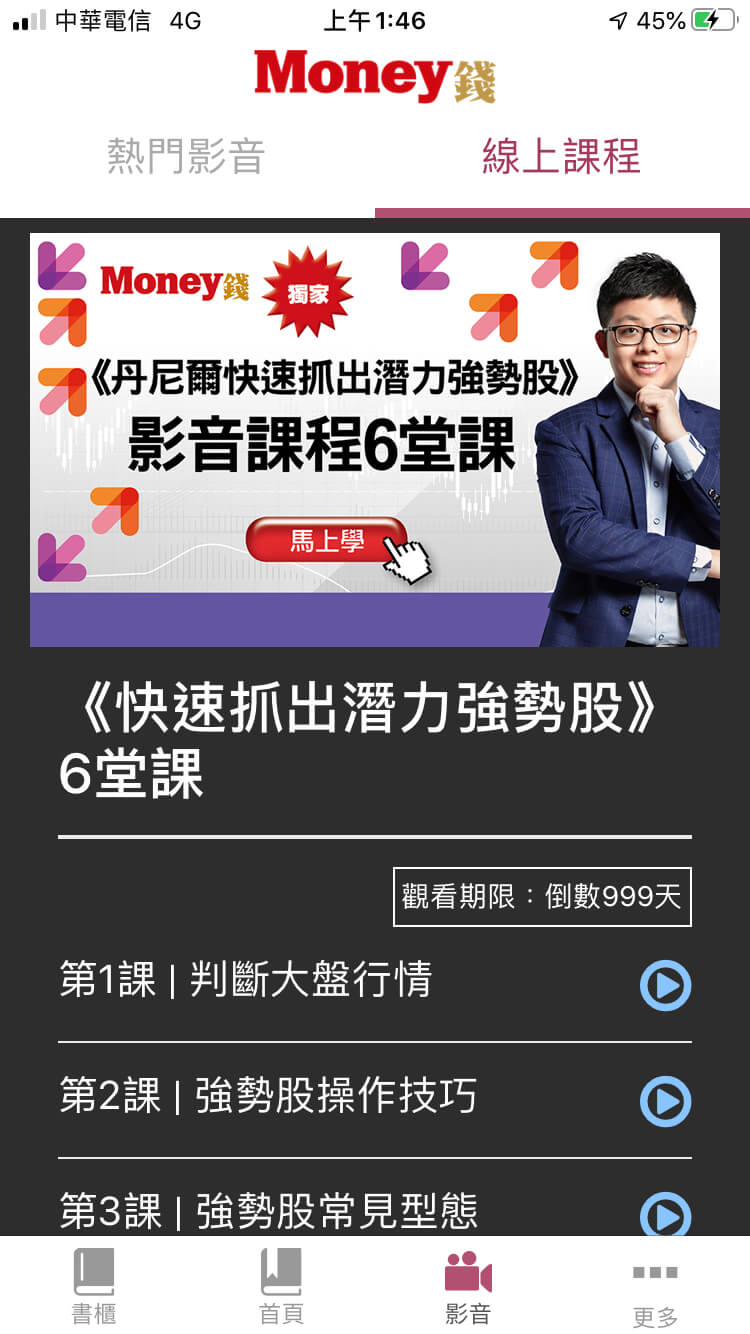 中華電信 4G 上午1:46 45%
Money錢
熱門影音 線上課程
Money錢 獨家
《丹尼爾快速抓出潛力強勢股》
影音課程6堂課
馬上學
《快速抓出潛力強勢股》
6堂課
觀看期限：倒數999天
第1課 | 判斷大盤行情
第2課 | 強勢股操作技巧
第3課 | 強勢股常見型態
書櫃 首頁 影音 更多